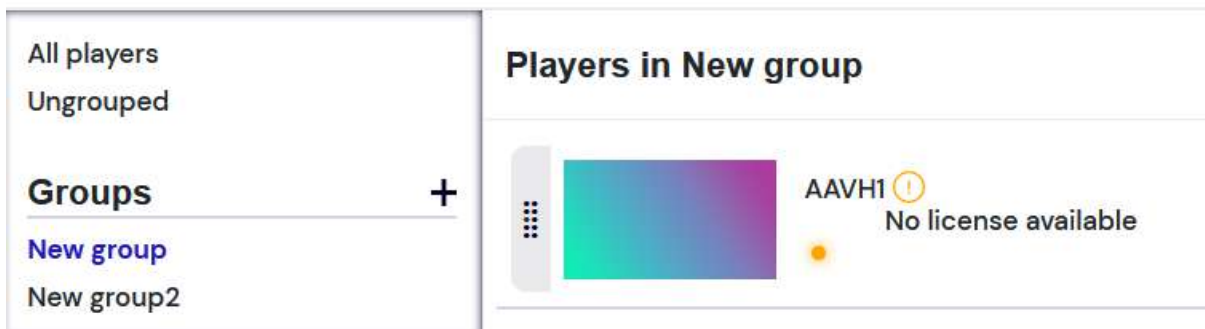 All players
Ungrouped
Groups +
New group
New group2
Players in New group
AAVH1
No license available